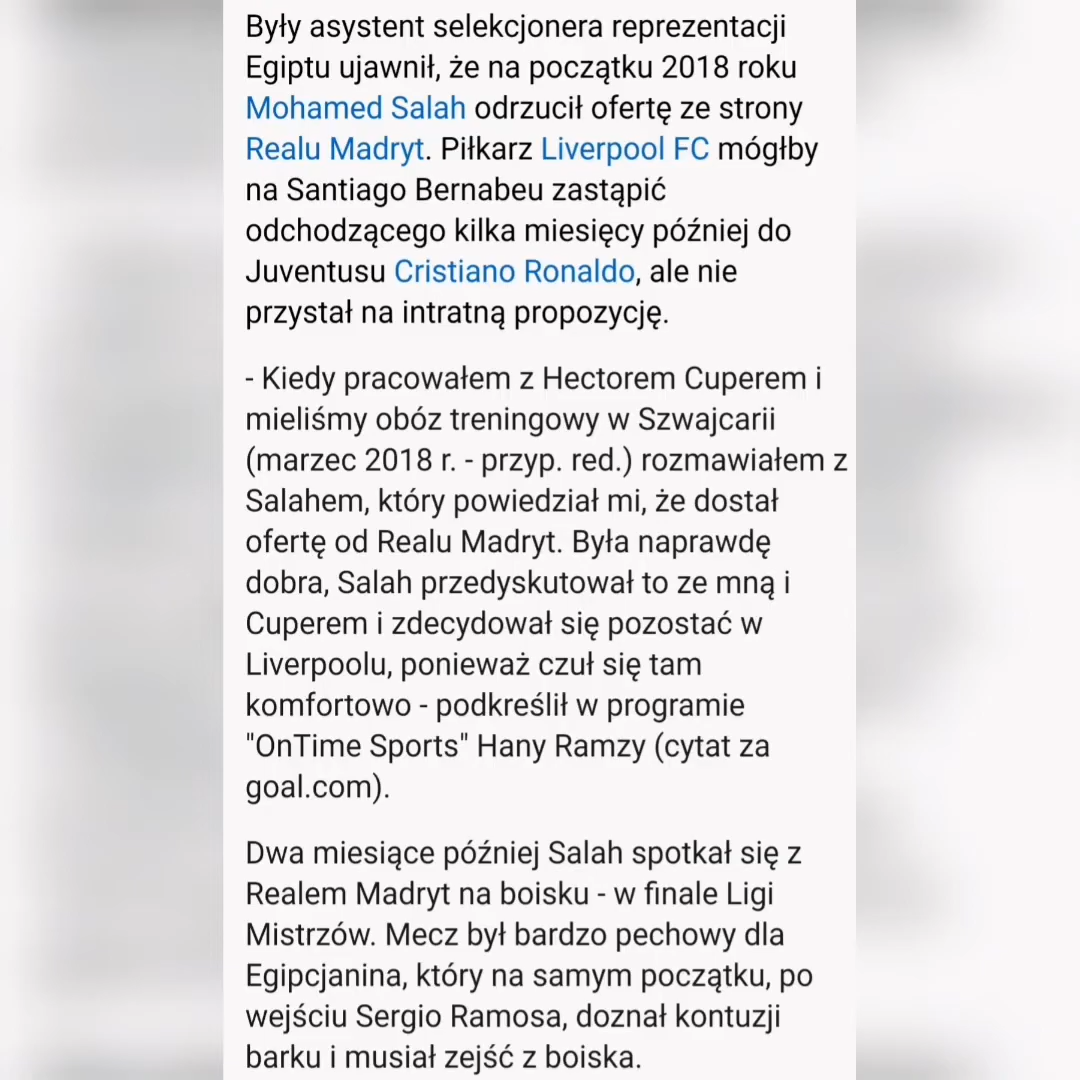 Były asystent selekcjonera reprezentacji
Egiptu ujawnił, że na początku 2018 roku
Mohamed Salah odrzucił ofertę ze strony
Realu Madryt. Piłkarz Liverpool FC mógłby
na Santiago Bernabeu zastąpić
odchodzącego kilka miesięcy później do
Juventusu Cristiano Ronaldo, ale nie
przystał na intratną propozycję.
- Kiedy pracowałem z Hectorem Cuperem i
mieliśmy obóz treningowy w Szwajcarii
(marzec 2018 r. - przyp. red.) rozmawiałem z
Salahem, który powiedział mi, że dostał
ofertę od Realu Madryt. Była naprawdę
dobra, Salah przedyskutował to ze mną i
Cuperem i zdecydował się pozostać w
Liverpoolu, ponieważ czuł się tam
komfortowo - podkreślił w programie
"OnTime Sports" Hany Ramzy (cytat za
goal.com).
Dwa miesiące później Salah spotkał się z
Realem Madryt na boisku - w finale Ligi
Mistrzów. Mecz był bardzo pechowy dla
Egipcjanina, który na samym początku, po
wejściu Sergio Ramosa, doznał kontuzji
barku i musiał zejść z boiska.